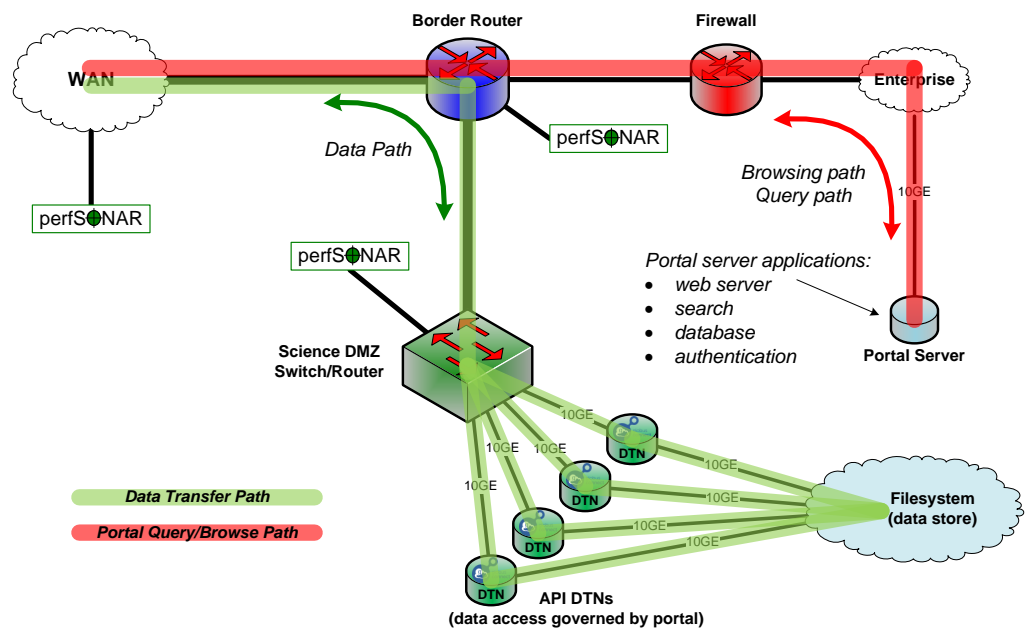 Border Router
Firewall
WAN
Enterprise
perfSONAR
Data Path
Browsing path
Query path
10GE
perfSONAR
perfSONAR
Portal server applications:
• web server
• search
• database
• authentication
Portal Server
Science DMZ
Switch/Router
10GE
10GE
10GE
10GE
DTN
10GE
DTN
10GE
DTN
10GE
DTN
10GE
Filesystem
(data store)
Data Transfer Path
Portal Query/Browse Path
API DTNs
(data access governed by portal)